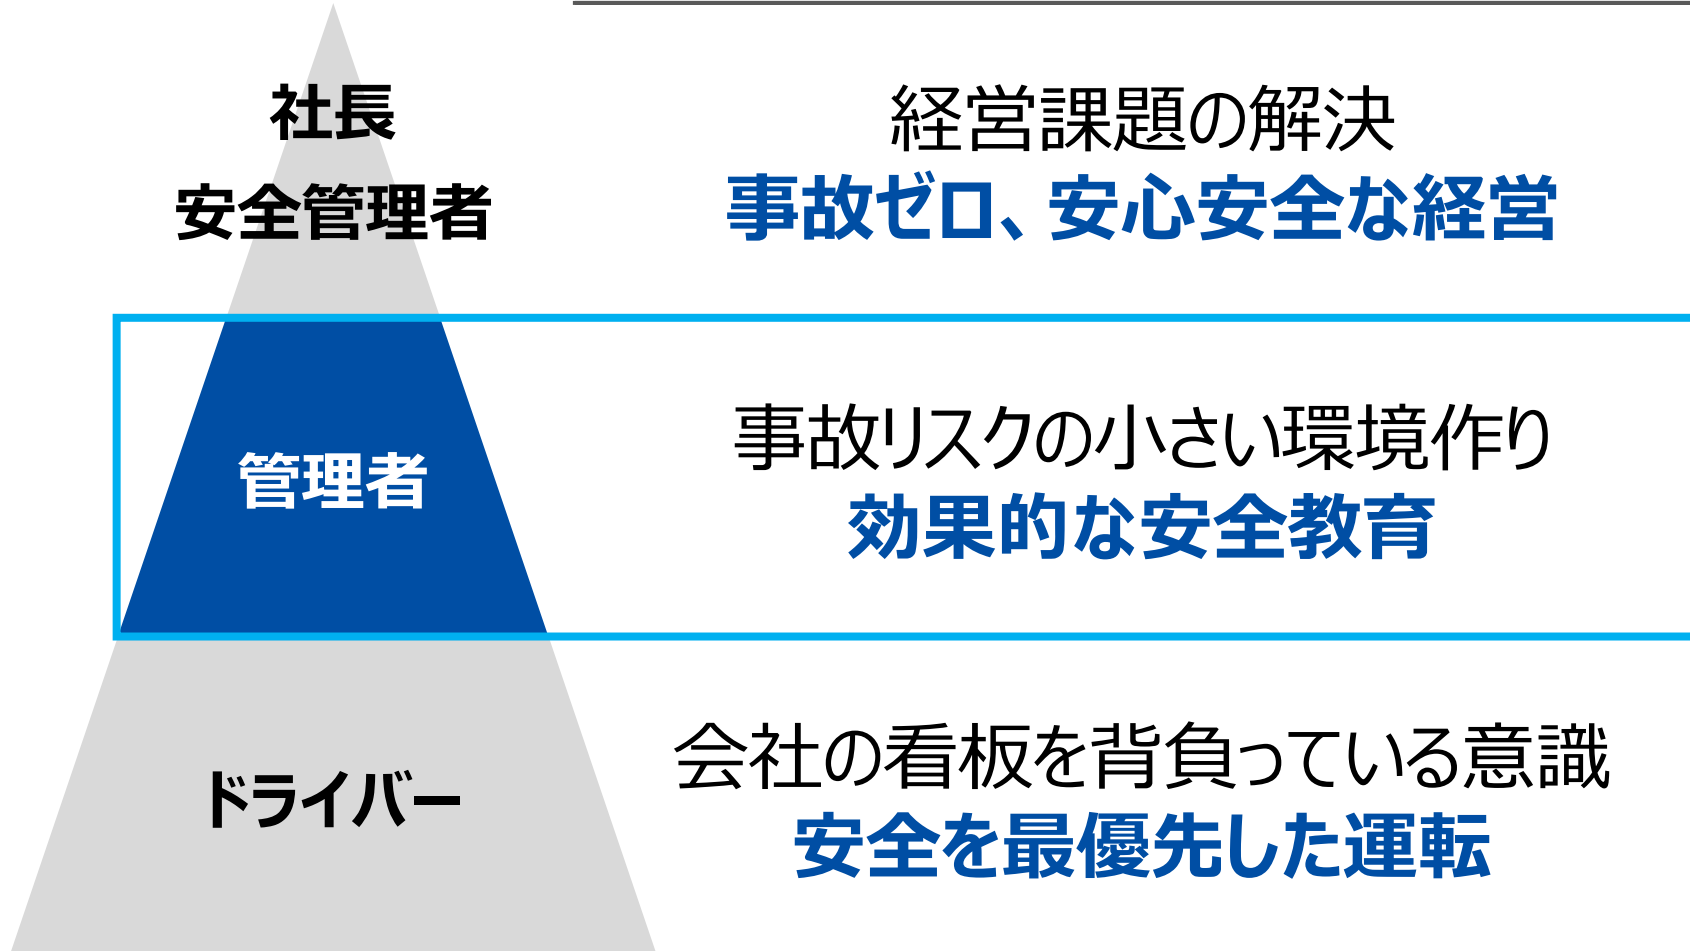 社長
安全管理者
経営課題の解決
事故ゼロ、安心安全な経営
管理者
事故リスクの小さい環境作り
効果的な安全教育
ドライバー
会社の看板を背負っている意識
安全を最優先した運転